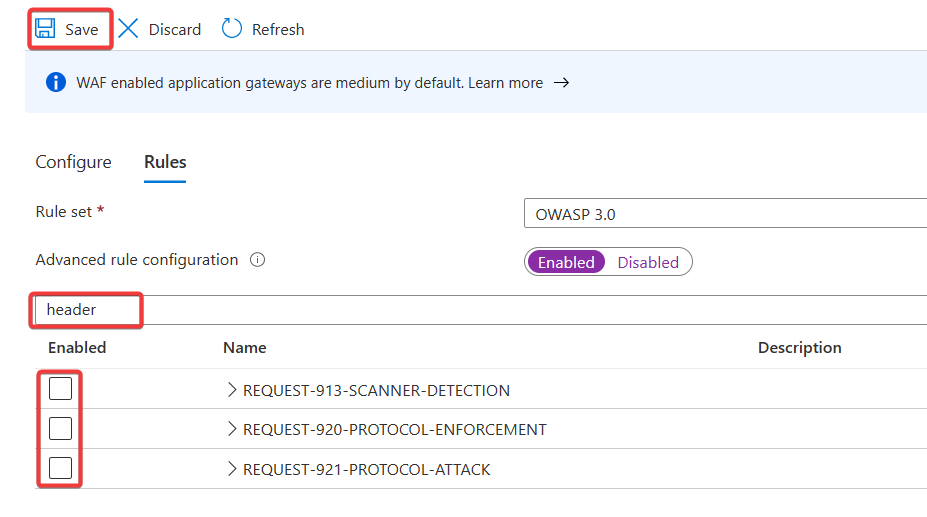 Save Discard Refresh
WAF enabled application gateways are medium by default. Learn more →
Configure Rules
Rule set *
OWASP 3.0
Advanced rule configuration
Enabled Disabled
header
Enabled Name Description
REQUEST-913-SCANNER-DETECTION
REQUEST-920-PROTOCOL-ENFORCEMENT
REQUEST-921-PROTOCOL-ATTACK